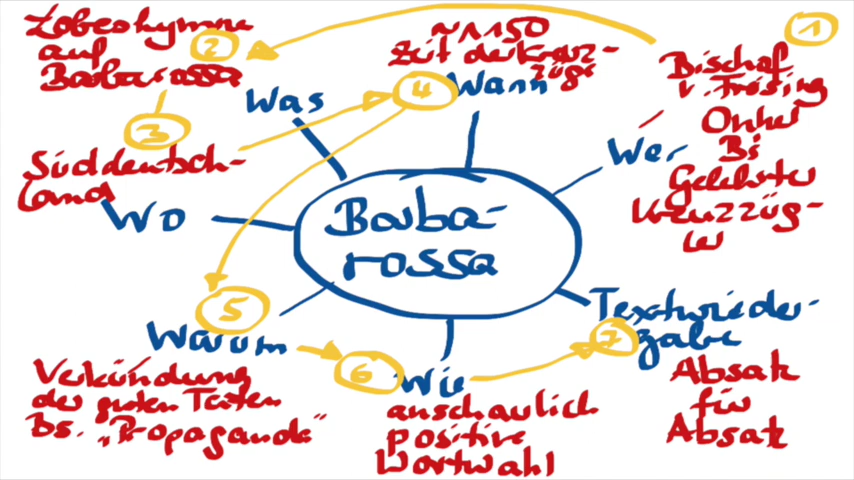 Lobeshymne
auf
Barbarossa
2
~ 1150
Zeit der Kreuz-
züge
1
Bischof
v. Freising
Onkel
Bs
Gelehrter
Kreuzzüg-
ler
Was
4
Wann
Wer
3
Süddeutsch-
land
Wo
Barba-
rossa
5
Warum
6
Wie
Textwieder-
7
gabe
Verkündung
der guten Taten
Bs. „Propaganda"
anschaulich
positive
Wortwahl
Absatz
für
Absatz